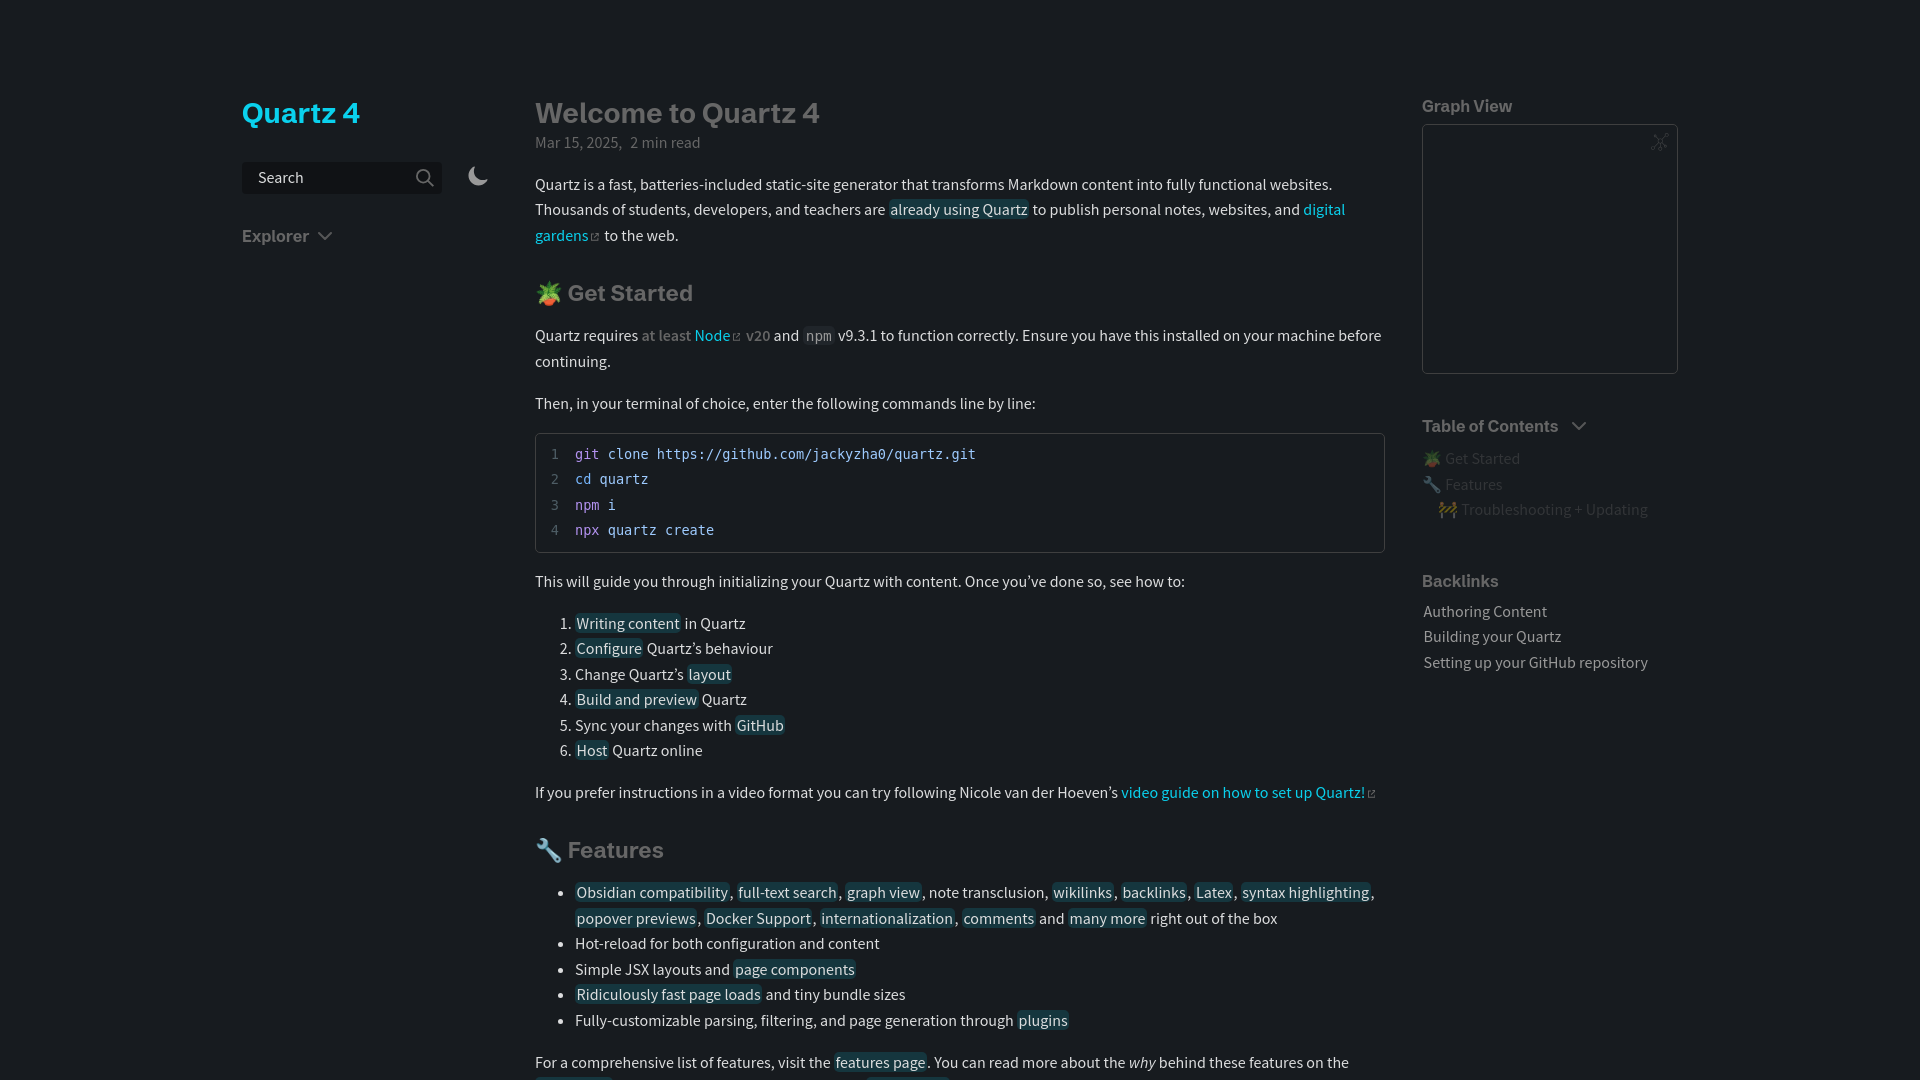 Quartz 4
Search
Explorer
Welcome to Quartz 4
Mar 15, 2025, 2 min read
Quartz is a fast, batteries-included static-site generator that transforms Markdown content into fully functional websites.
Thousands of students, developers, and teachers are already using Quartz to publish personal notes, websites, and digital
gardens to the web.
🪴 Get Started
Quartz requires at least Node v20 and npm v9.3.1 to function correctly. Ensure you have this installed on your machine before
continuing.
Then, in your terminal of choice, enter the following commands line by line:
1 git clone https://github.com/jackyzha0/quartz.git
2 cd quartz
3 npm i
4 npx quartz create
This will guide you through initializing your Quartz with content. Once you’ve done so, see how to:
1. Writing content in Quartz
2. Configure Quartz’s behaviour
3. Change Quartz’s layout
4. Build and preview Quartz
5. Sync your changes with GitHub
6. Host Quartz online
If you prefer instructions in a video format you can try following Nicole van der Hoeven’s video guide on how to set up Quartz!
🔧 Features
• Obsidian compatibility, full-text search, graph view, note transclusion, wikilinks, backlinks, Latex, syntax highlighting,
popover previews, Docker Support, internationalization, comments and many more right out of the box
• Hot-reload for both configuration and content
• Simple JSX layouts and page components
• Ridiculously fast page loads and tiny bundle sizes
• Fully-customizable parsing, filtering, and page generation through plugins
For a comprehensive list of features, visit the features page. You can read more about the why behind these features on the
Graph View
Table of Contents
🪴 Get Started
🔧 Features
🚧 Troubleshooting + Updating
Backlinks
Authoring Content
Building your Quartz
Setting up your GitHub repository